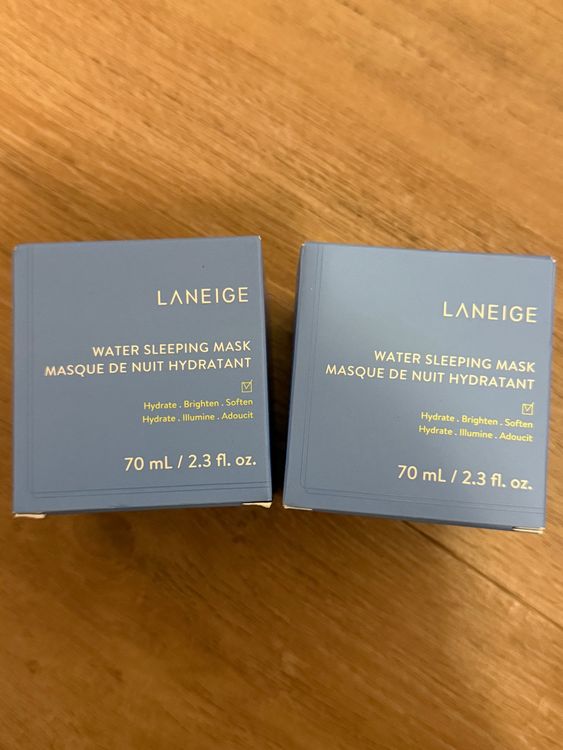 LANEIGE
WATER SLEEPING MASK
MASQUE DE NUIT HYDRATANT
Hydrate . Brighten . Soften
Hydrate . Illumine . Adoucit
70 mL / 2.3 fl. oz.
LANEIGE
WATER SLEEPING MASK
MASQUE DE NUIT HYDRATANT
Hydrate . Brighten . Soften
Hydrate . Illumine . Adoucit
70 mL / 2.3 fl. oz.